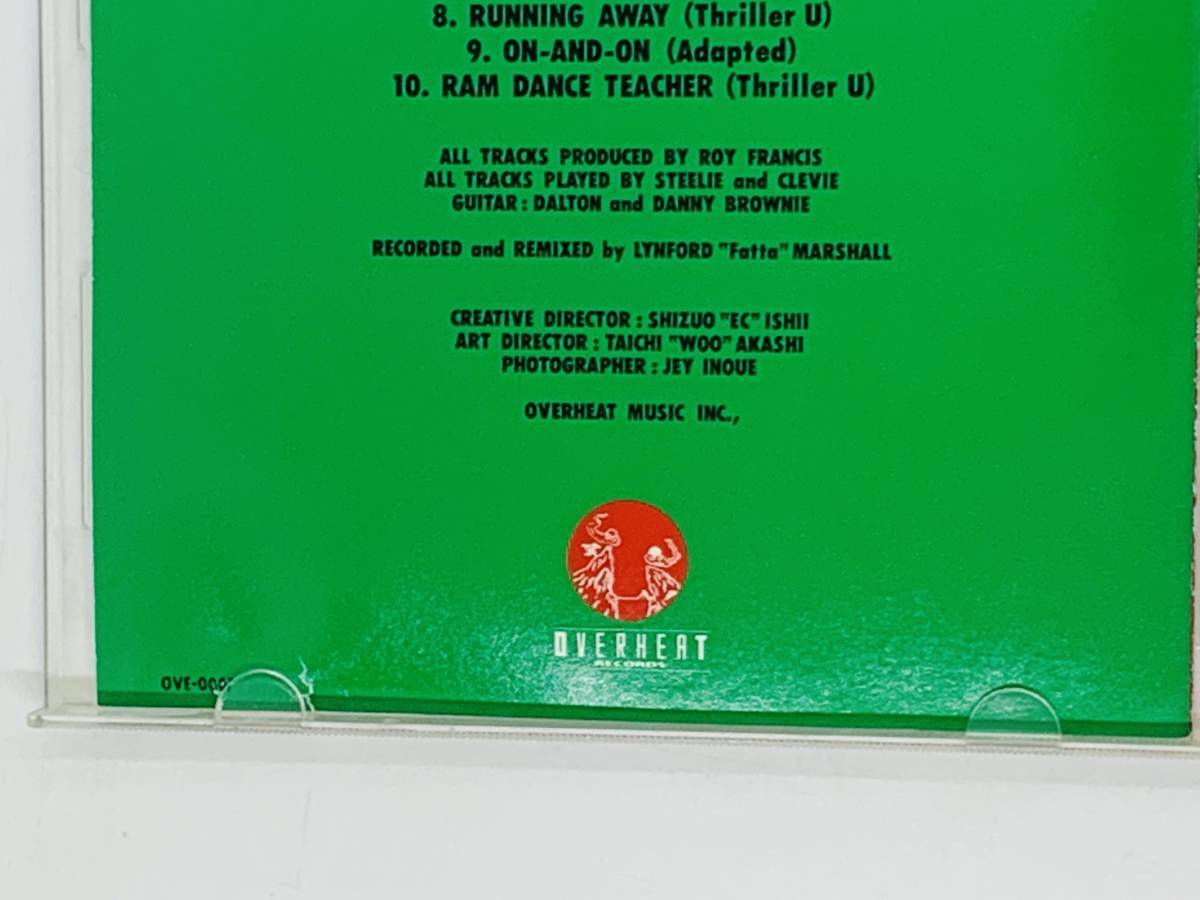 8. RUNNING AWAY (Thriller U)
9. ON-AND-ON (Adapted)
10. RAM DANCE TEACHER (Thriller U)
ALL TRACKS PRODUCED BY ROY FRANCIS
ALL TRACKS PLAYED BY STEELIE and CLEVIE
GUITAR : DALTON and DANNY BROWNIE
RECORDED and REMIXED by LYNFORD "Fatta" MARSHALL
CREATIVE DIRECTOR : SHIZUO "EC" ISHII
ART DIRECTOR : TAICHI "WOO" AKASHI
PHOTOGRAPHER : JEY INOUE
OVERHEAT MUSIC INC.,
OVERHEAT
RECORDS